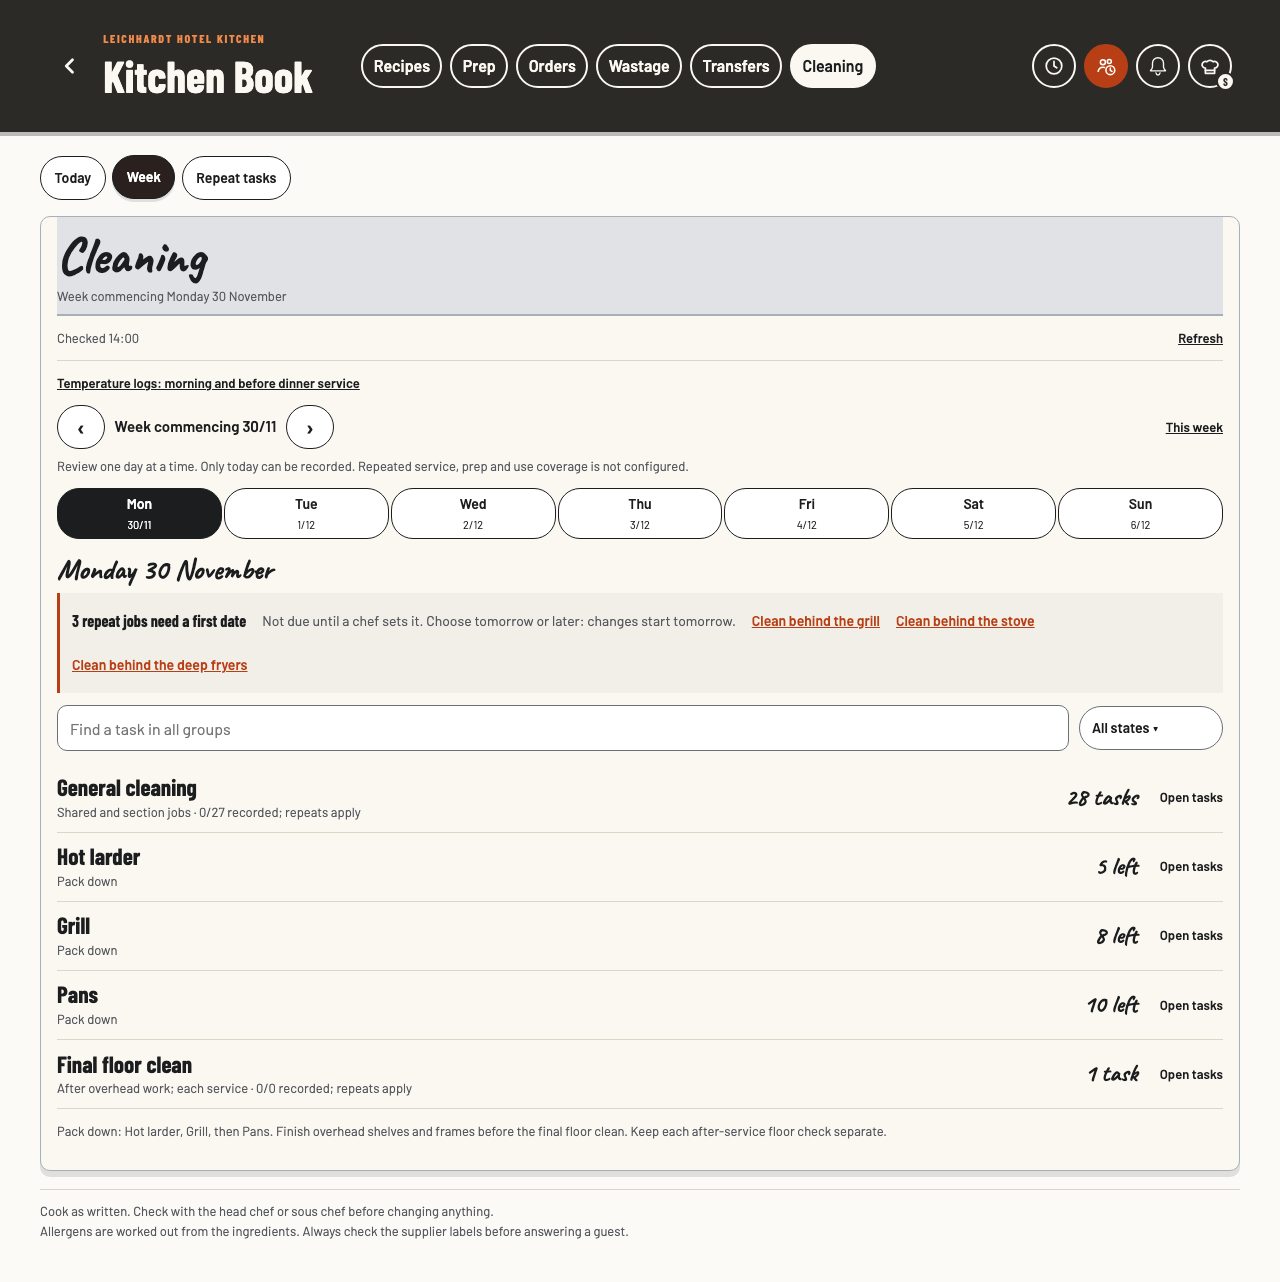 LEICHHARDT HOTEL KITCHEN
Kitchen Book
Recipes Prep Orders Wastage Transfers Cleaning
S
Today Week Repeat tasks
Cleaning
Week commencing Monday 30 November
Checked 14:00 Refresh
Temperature logs: morning and before dinner service
‹ Week commencing 30/11 › This week
Review one day at a time. Only today can be recorded. Repeated service, prep and use coverage is not configured.
Mon Tue Wed Thu Fri Sat Sun
30/11 1/12 2/12 3/12 4/12 5/12 6/12
Monday 30 November
3 repeat jobs need a first date Not due until a chef sets it. Choose tomorrow or later: changes start tomorrow. Clean behind the grill Clean behind the stove
Clean behind the deep fryers
Find a task in all groups All states ▾
General cleaning
Shared and section jobs · 0/27 recorded; repeats apply
28 tasks Open tasks
Hot larder
Pack down
5 left Open tasks
Grill
Pack down
8 left Open tasks
Pans
Pack down
10 left Open tasks
Final floor clean
After overhead work; each service · 0/0 recorded; repeats apply
1 task Open tasks
Pack down: Hot larder, Grill, then Pans. Finish overhead shelves and frames before the final floor clean. Keep each after-service floor check separate.
Cook as written. Check with the head chef or sous chef before changing anything.
Allergens are worked out from the ingredients. Always check the supplier labels before answering a guest.